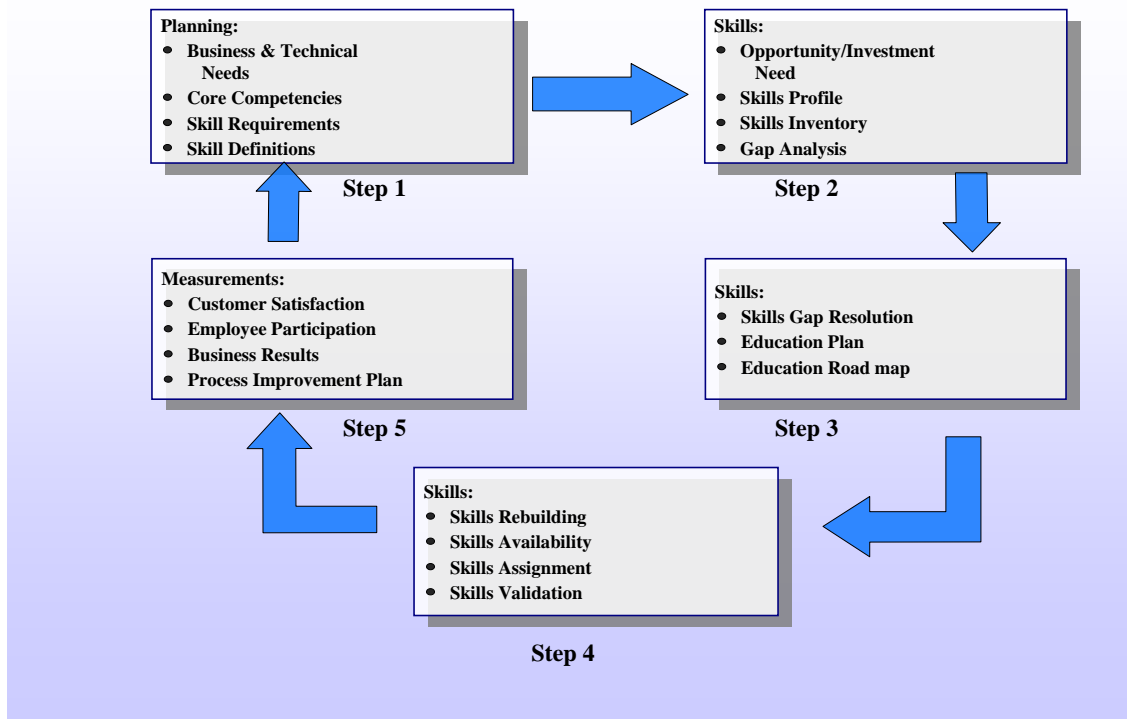 Planning:
• Business & Technical
Needs
• Core Competencies
• Skill Requirements
• Skill Definitions
Step 1
Skills:
• Opportunity/Investment
Need
• Skills Profile
• Skills Inventory
• Gap Analysis
Step 2
Skills:
• Skills Gap Resolution
• Education Plan
• Education Road map
Step 3
Skills:
• Skills Rebuilding
• Skills Availability
• Skills Assignment
• Skills Validation
Step 4
Measurements:
• Customer Satisfaction
• Employee Participation
• Business Results
• Process Improvement Plan
Step 5